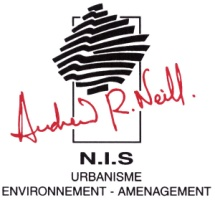 Andrew R. Neill.
N.I.S
URBANISME
ENVIRONNEMENT - AMENAGEMENT